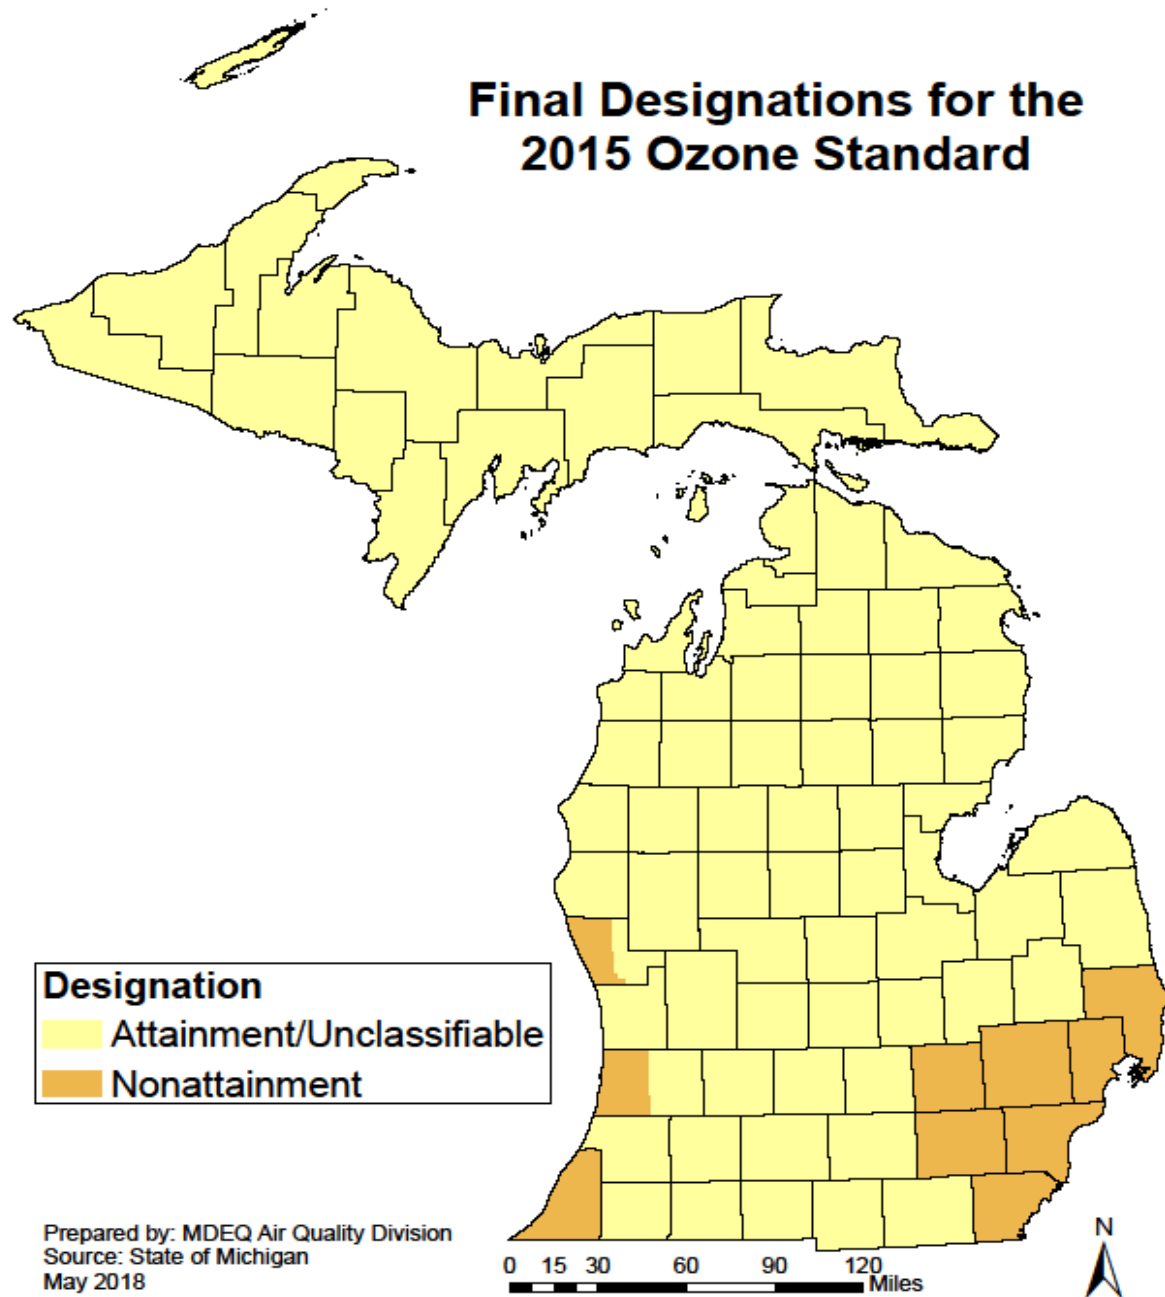 Final Designations for the
2015 Ozone Standard
Designation
Attainment/Unclassifiable
Nonattainment
Prepared by: MDEQ Air Quality Division
Source: State of Michigan
May 2018
0 15 30 60 90 120
Miles
N